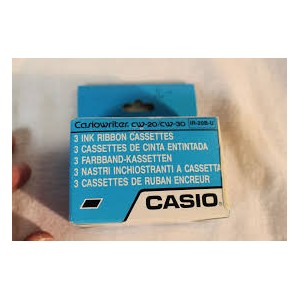 Casiowriter CW-20/CW-30 IR-20B-U
3 INK RIBBON CASSETTES
3 CASSETTES DE CINTA ENTINTADA
3 FARBBAND-KASSETTEN
3 NASTRI INCHIOSTRANTI A CASSETTA
3 CASSETTES DE RUBAN ENCREUR
CASIO